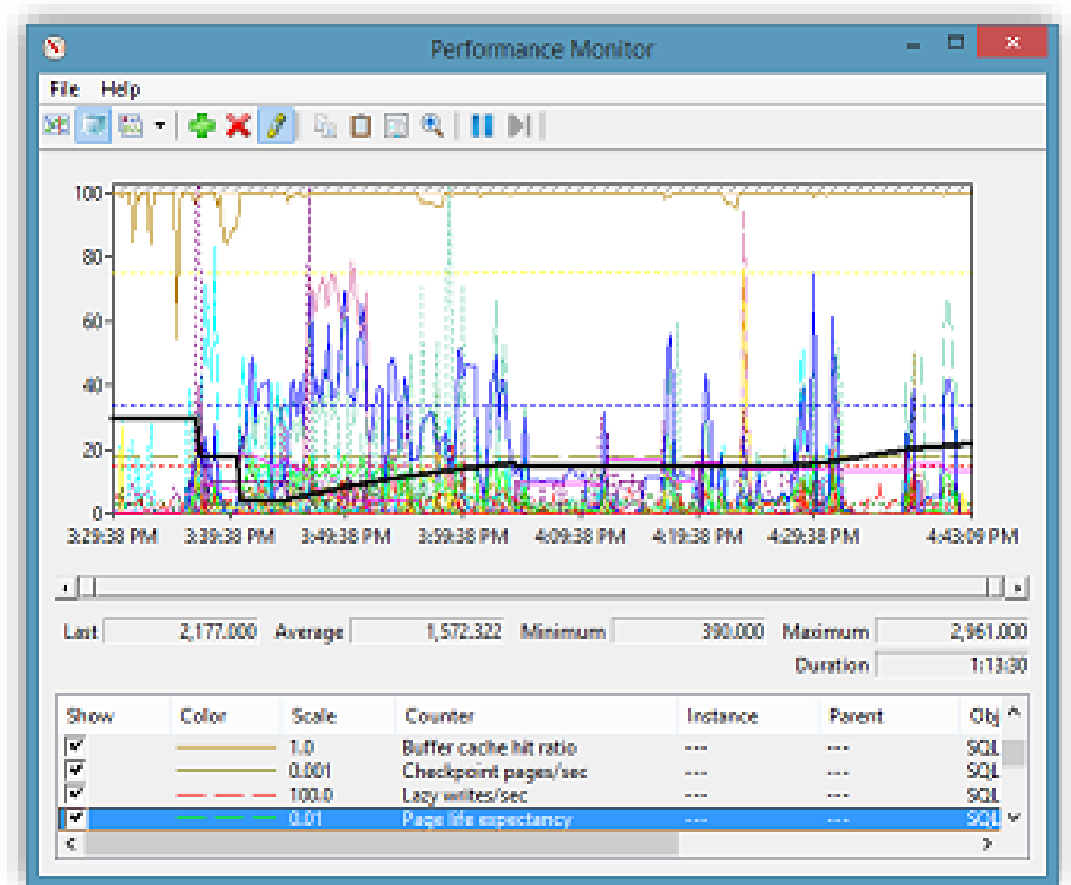 Performance Monitor
File Help
100
80
60
40
20
0
3:29:38 PM 3:39:38 PM 3:49:38 PM 3:59:38 PM 4:09:38 PM 4:19:38 PM 4:29:38 PM 4:43:09 PM
Last 2,177.000 Average 1,572.322 Minimum 390.000 Maximum 2,961.000
Duration 1:13:30
Show Color Scale Counter Instance Parent Obj
1.0 Buffer cache hit ratio --- --- SQL
0.001 Checkpoint pages/sec --- --- SQL
100.0 Lazy writes/sec --- --- SQL
0.01 Page life expectancy --- --- SQL